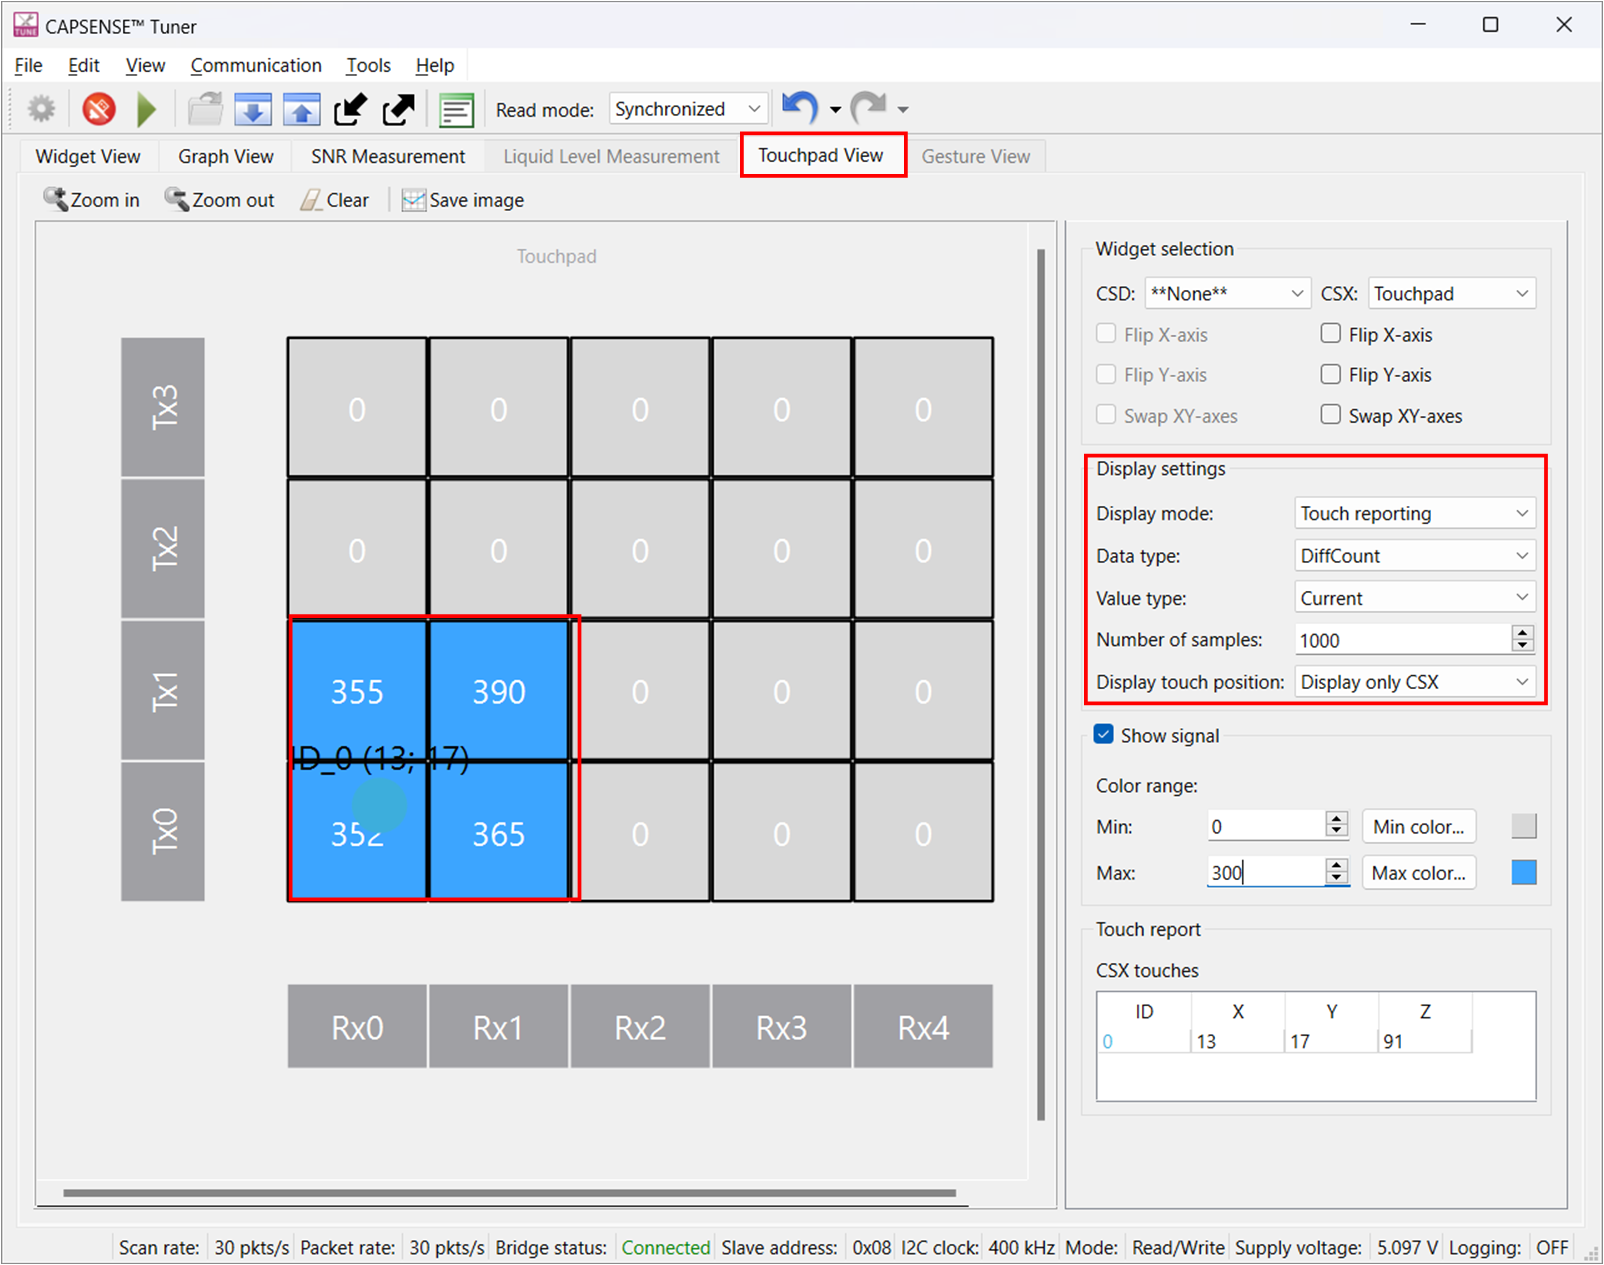 TUNE CAPSENSE™ Tuner
File Edit View Communication Tools Help
Read mode: Synchronized
Widget View Graph View SNR Measurement Liquid Level Measurement Touchpad View Gesture View
Zoom in Zoom out Clear Save image
Touchpad
Tx3 0 0 0 0 0
Tx2 0 0 0 0 0
Tx1 355 390 0 0 0
ID_0 (13; 17)
Tx0 352 365 0 0 0
Rx0 Rx1 Rx2 Rx3 Rx4
Widget selection
CSD: **None** CSX: Touchpad
Flip X-axis Flip X-axis
Flip Y-axis Flip Y-axis
Swap XY-axes Swap XY-axes
Display settings
Display mode: Touch reporting
Data type: DiffCount
Value type: Current
Number of samples: 1000
Display touch position: Display only CSX
Show signal
Color range:
Min: 0 Min color...
Max: 300 Max color...
Touch report
CSX touches
ID X Y Z
0 13 17 91
Scan rate: 30 pkts/s Packet rate: 30 pkts/s Bridge status: Connected Slave address: 0x08 I2C clock: 400 kHz Mode: Read/Write Supply voltage: 5.097 V Logging: OFF